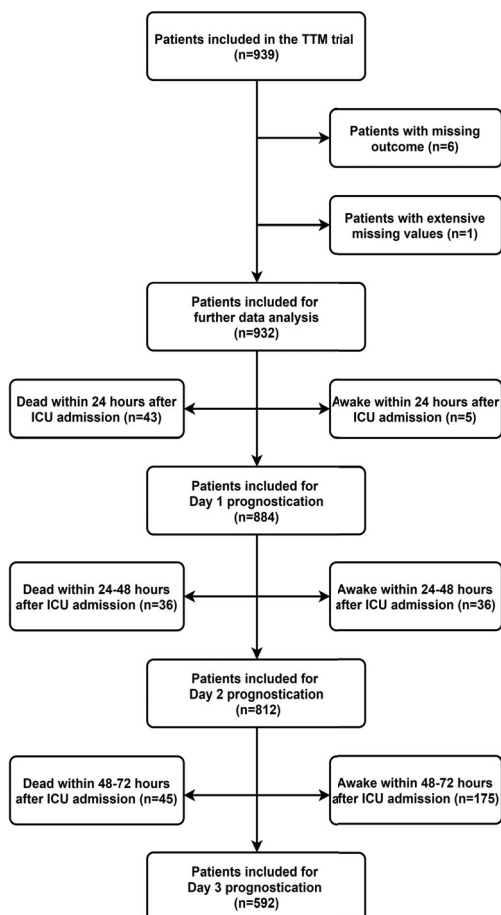 Patients included in the TTM trial
(n=939)
Patients with missing
outcome (n=6)
Patients with extensive
missing values (n=1)
Patients included for
further data analysis
(n=932)
Dead within 24 hours after
ICU admission (n=43)
Awake within 24 hours after
ICU admission (n=5)
Patients included for
Day 1 prognostication
(n=884)
Dead within 24-48 hours
after ICU admission (n=36)
Awake within 24-48 hours
after ICU admission (n=36)
Patients included for
Day 2 prognostication
(n=812)
Dead within 48-72 hours
after ICU admission (n=45)
Awake within 48-72 hours
after ICU admission (n=175)
Patients included for
Day 3 prognostication
(n=592)